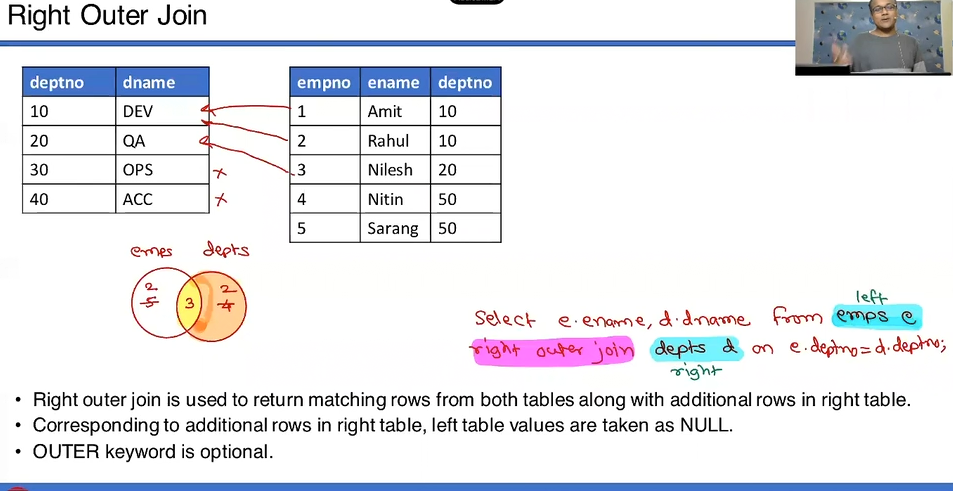 Right Outer Join
deptno dname
10 DEV
20 QA
30 OPS
40 ACC
empno ename deptno
1 Amit 10
2 Rahul 10
3 Nilesh 20
4 Nitin 50
5 Sarang 50
emps depts
2 2
5 3 4
left
Select e.ename, d.dname from emps e
right outer join depts d on e.deptno = d.deptno;
right
• Right outer join is used to return matching rows from both tables along with additional rows in right table.
• Corresponding to additional rows in right table, left table values are taken as NULL.
• OUTER keyword is optional.